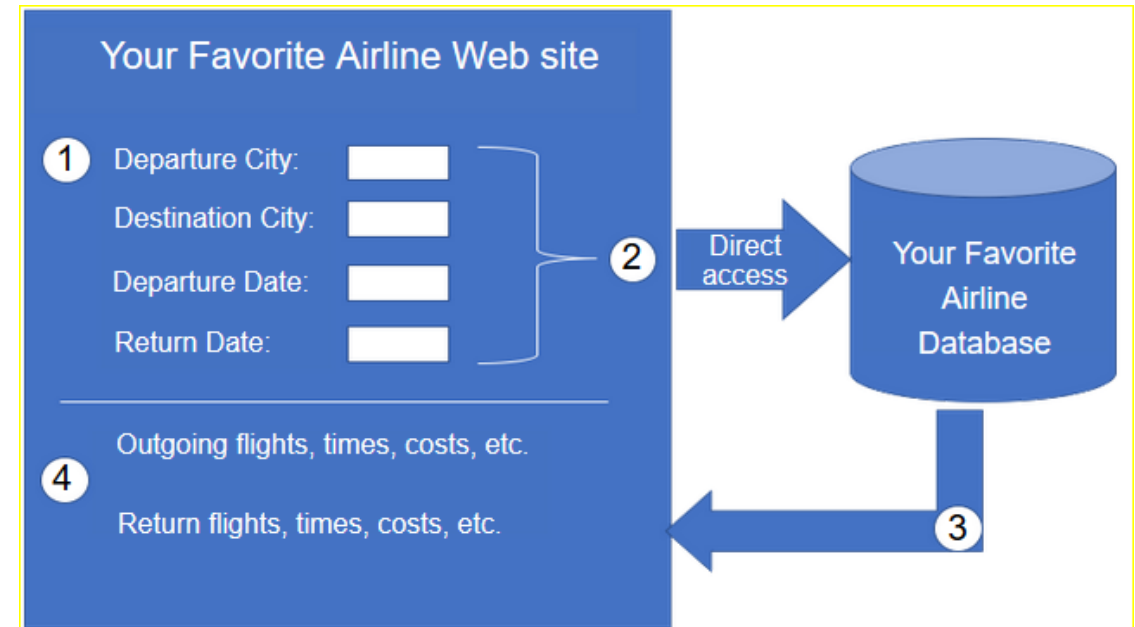 Your Favorite Airline Web site
1
Departure City:
Destination City:
Departure Date:
Return Date:
2
Direct
access
Your Favorite
Airline
Database
3
4
Outgoing flights, times, costs, etc.
Return flights, times, costs, etc.